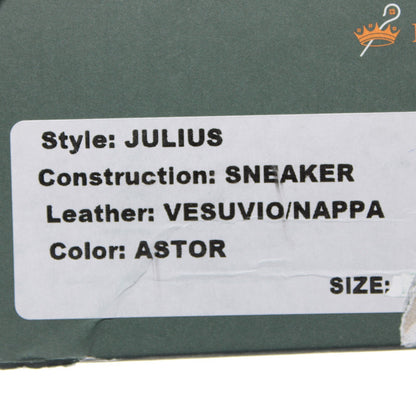 Style: JULIUS
Construction: SNEAKER
Leather: VESUVIO/NAPPA
Color: ASTOR
SIZE: